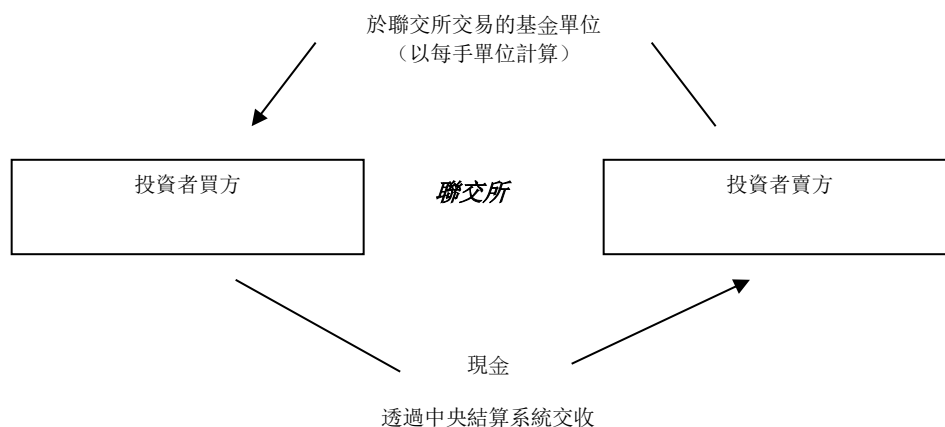 於聯交所交易的基金單位
（以每手單位計算）
投資者買方
聯交所
投資者賣方
現金
透過中央結算系統交收